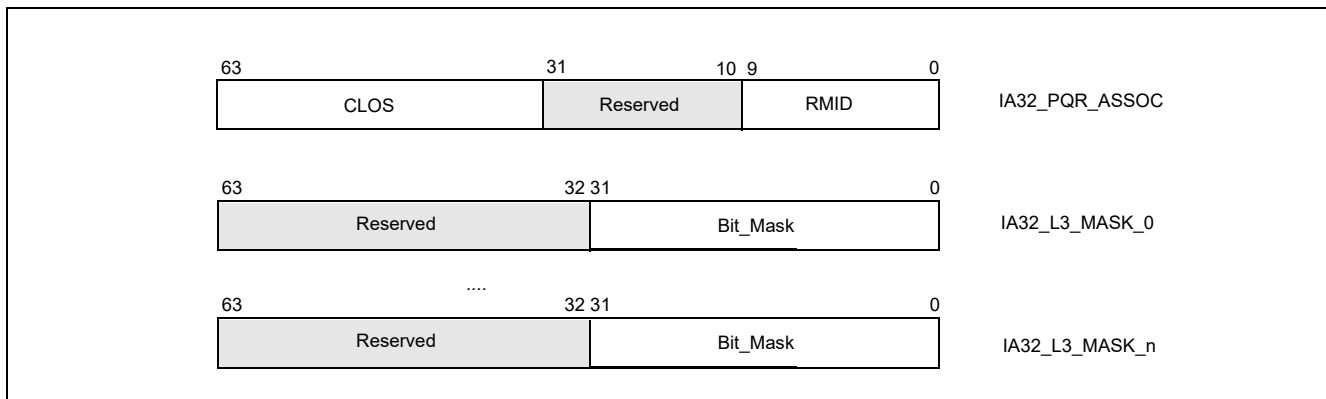 63 31 10 9 0
CLOS Reserved RMID IA32_PQR_ASSOC
63 32 31 0
Reserved Bit_Mask IA32_L3_MASK_0
....
63 32 31 0
Reserved Bit_Mask IA32_L3_MASK_n